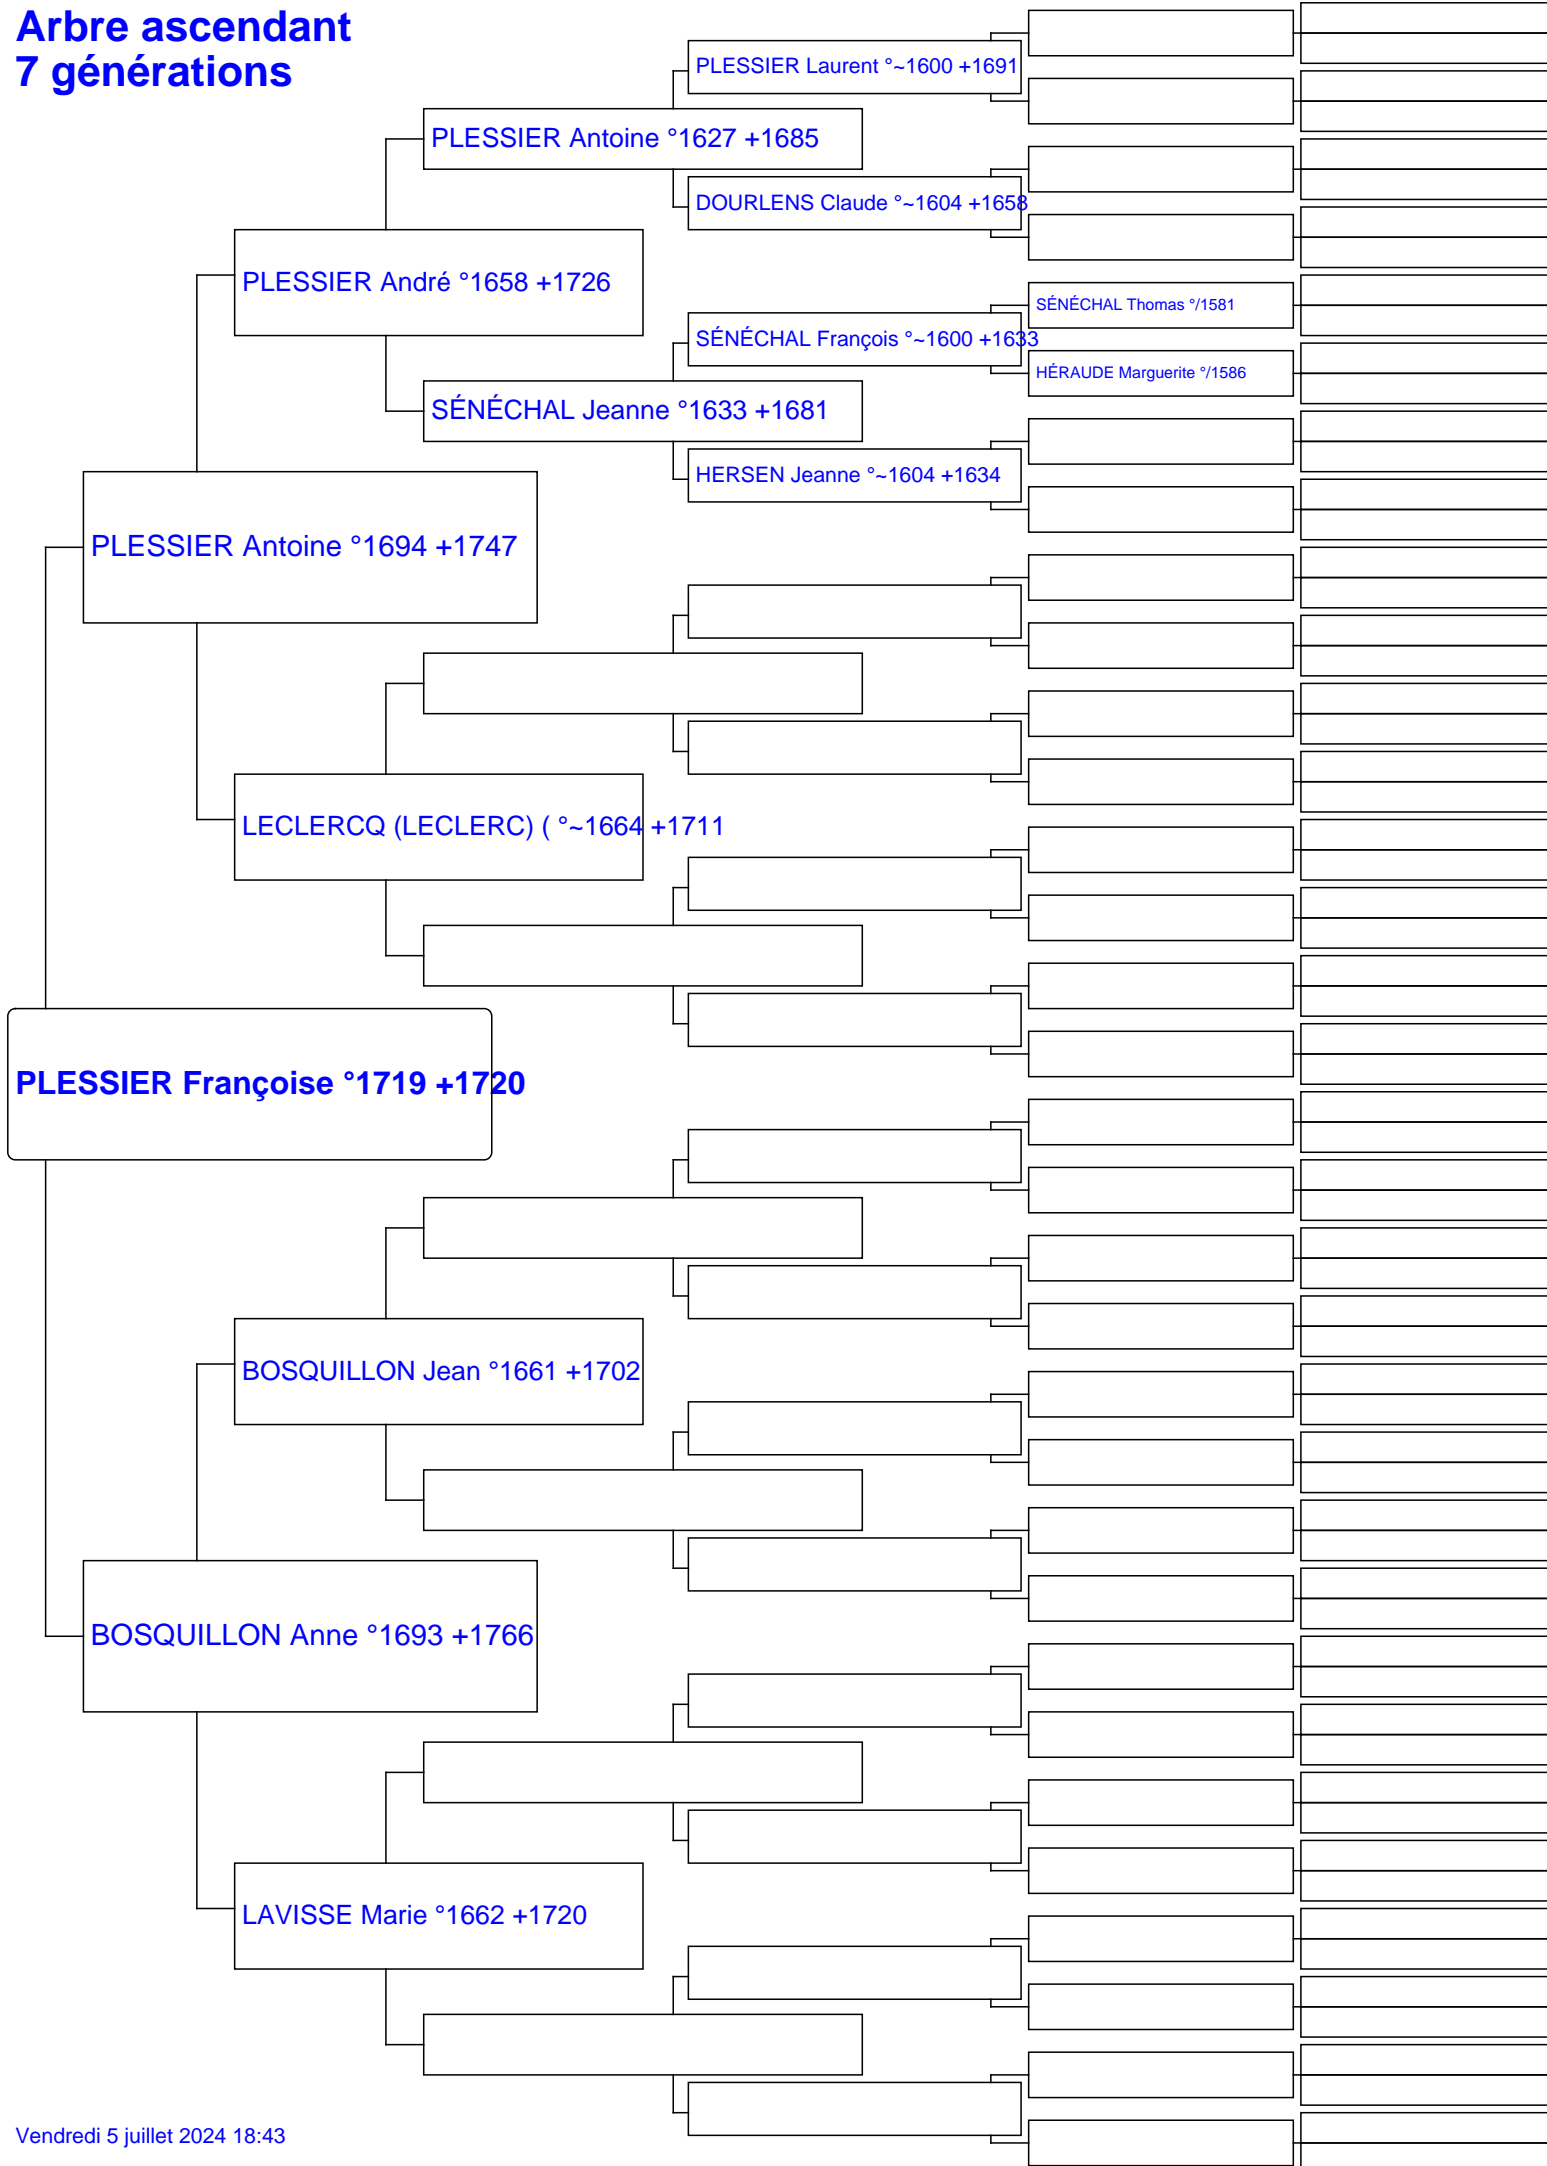 Arbre ascendant
7 générations
PLESSIER Laurent °~1600 +1691
PLESSIER Antoine °1627 +1685
DOURLENS Claude °~1604 +1658
PLESSIER André °1658 +1726
SÉNÉCHAL Thomas °/1581
SÉNÉCHAL François °~1600 +1633
HÉRAUDE Marguerite °/1586
SÉNÉCHAL Jeanne °1633 +1681
HERSEN Jeanne °~1604 +1634
PLESSIER Antoine °1694 +1747
LECLERCQ (LECLERC) ( °~1664 +1711
PLESSIER Françoise °1719 +1720
BOSQUILLON Jean °1661 +1702
BOSQUILLON Anne °1693 +1766
LAVISSE Marie °1662 +1720
Vendredi 5 juillet 2024 18:43